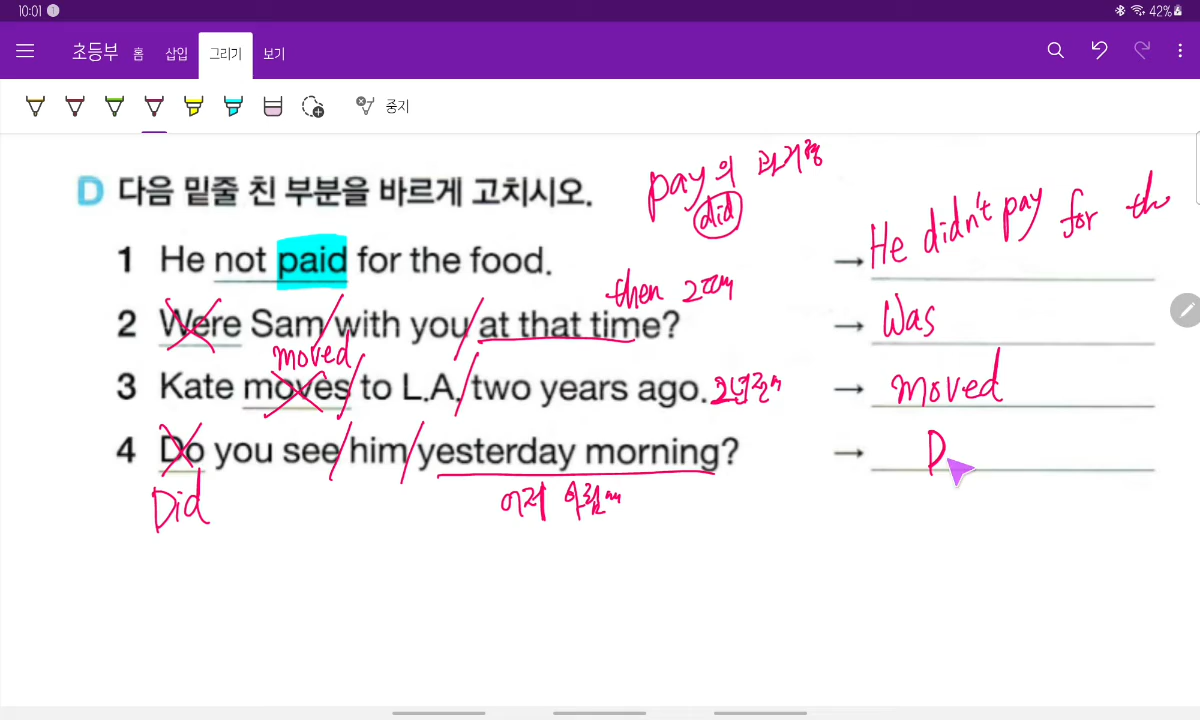 10:01 1 42%
초등부 홈 삽입 그리기 보기
중지
pay의 과거형
did
D 다음 밑줄 친 부분을 바르게 고치시오.
1 He not paid for the food. → He didn't pay for the
then 그때
2 Were Sam with you at that time? → Was
moved
3 Kate moves to L.A. two years ago. 2년전에 → moved
4 Do you see him yesterday morning? → D
Did 어제 아침에